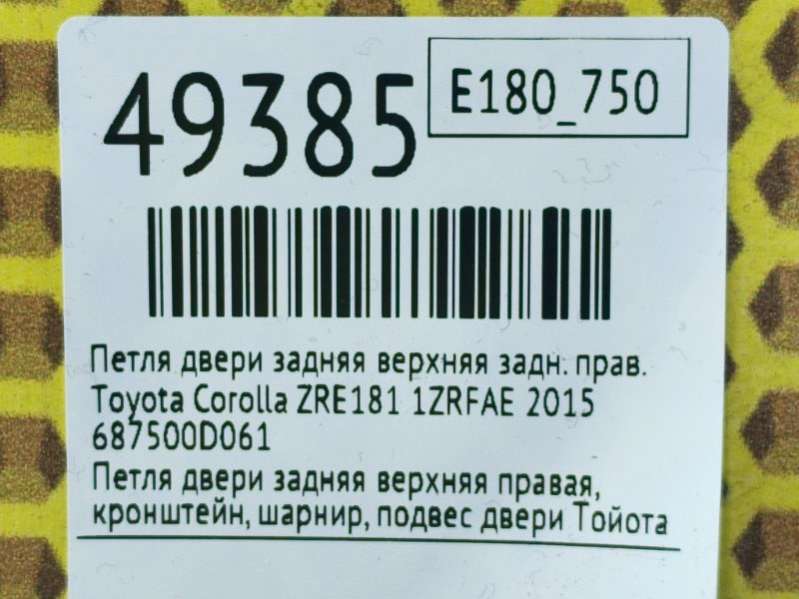 49385
E180_750
Петля двери задняя верхняя задн. прав.
Toyota Corolla ZRE181 1ZRFAE 2015
687500D061
Петля двери задняя верхняя правая,
кронштейн, шарнир, подвес двери Тойота